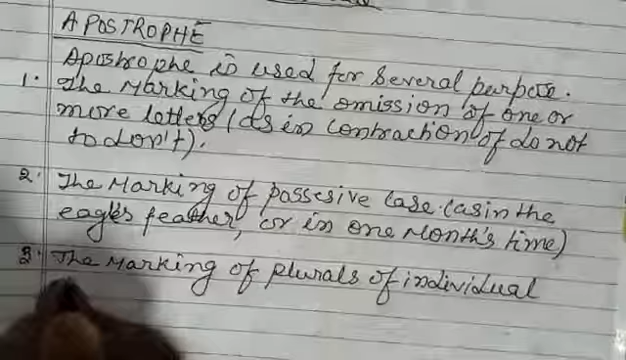 APOSTROPHE
Apostrophe is used for several purpose.
1. The Marking of the omission of one or
more letters (as in contraction of do not
to don't).
2. The Marking of possesive case (as in the
eagle's feather, or in one Month's time)
3. The Marking of plurals of individual